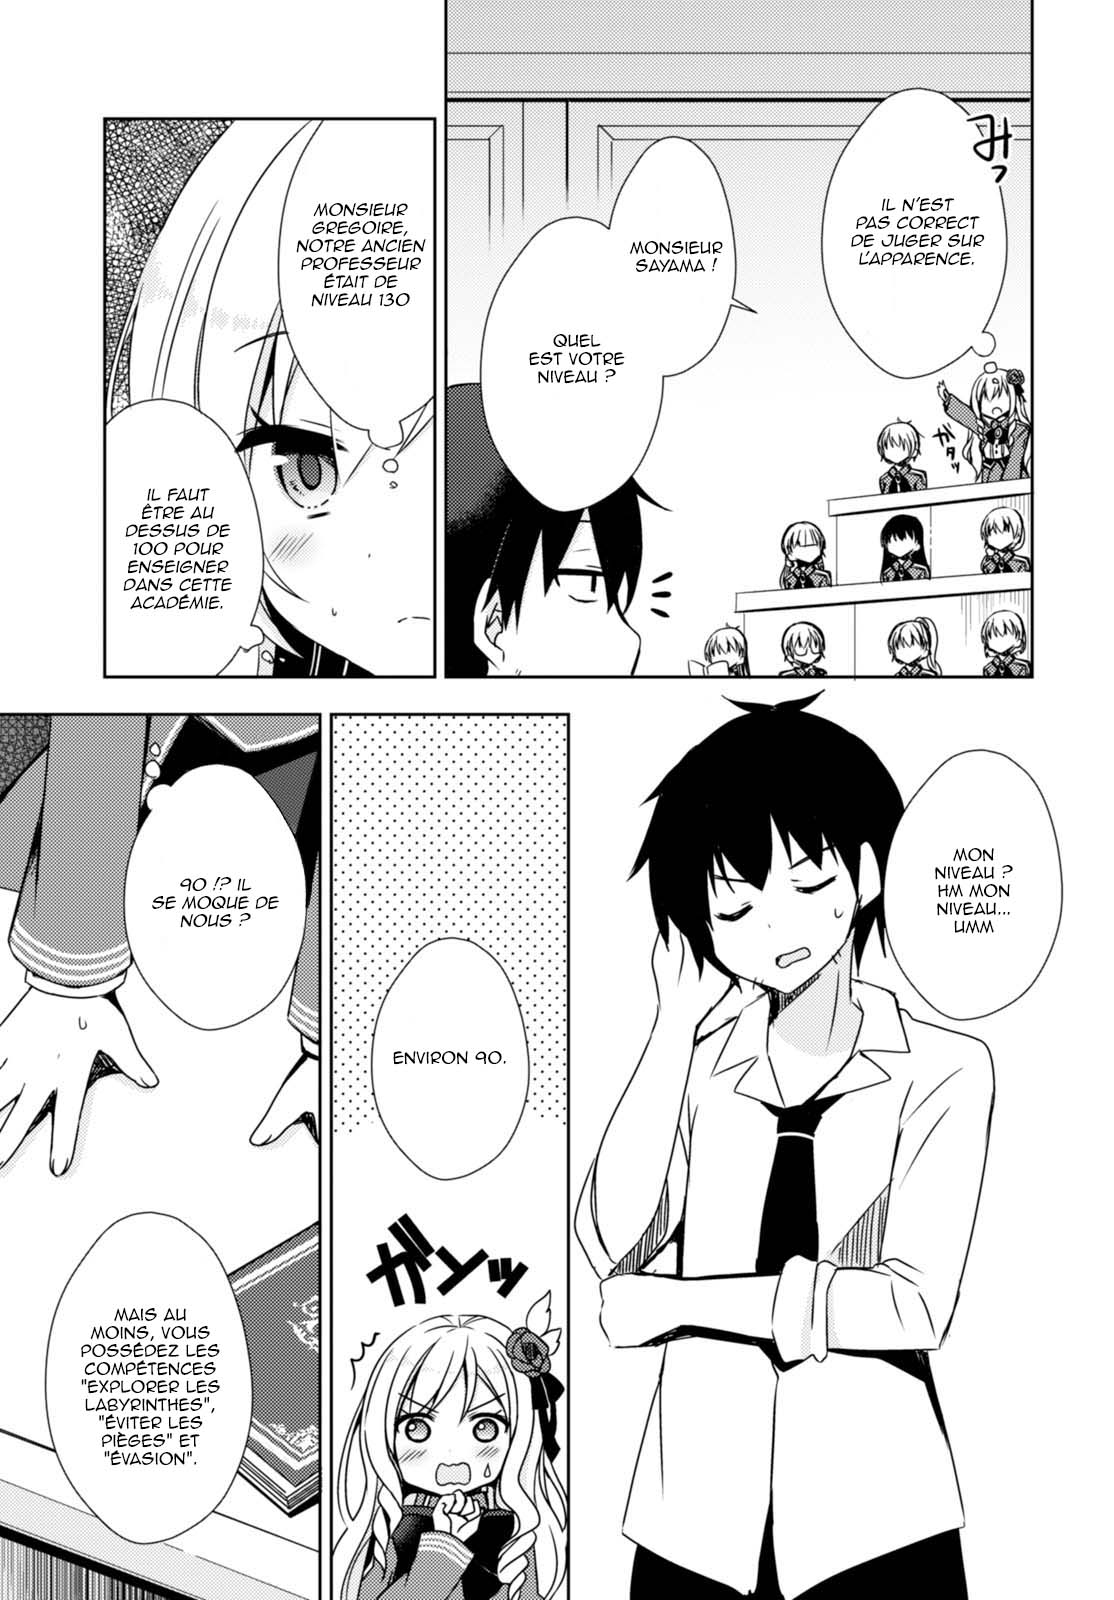 みっ
IL N'EST
PAS CORRECT
DE JUGER SUR
L'APPARENCE.
ガタッ
MONSIEUR
SAYAMA !
QUEL
EST VOTRE
NIVEAU ?
MONSIEUR
GREGOIRE,
NOTRE ANCIEN
PROFESSEUR
ÉTAIT DE
NIVEAU 130
IL FAUT
ÊTRE AU
DESSUS DE
100 POUR
ENSEIGNER
DANS CETTE
ACADÉMIE.
MON
NIVEAU ?
HM MON
NIVEAU...
UMM
ENVIRON 90.
ガーンッ
90 !? IL
SE MOQUE DE
NOUS ?
MAIS AU
MOINS, VOUS
POSSÉDEZ LES
COMPÉTENCES
"EXPLORER LES
LABYRINTHES",
"ÉVITER LES
PIÈGES" ET
"ÉVASION".